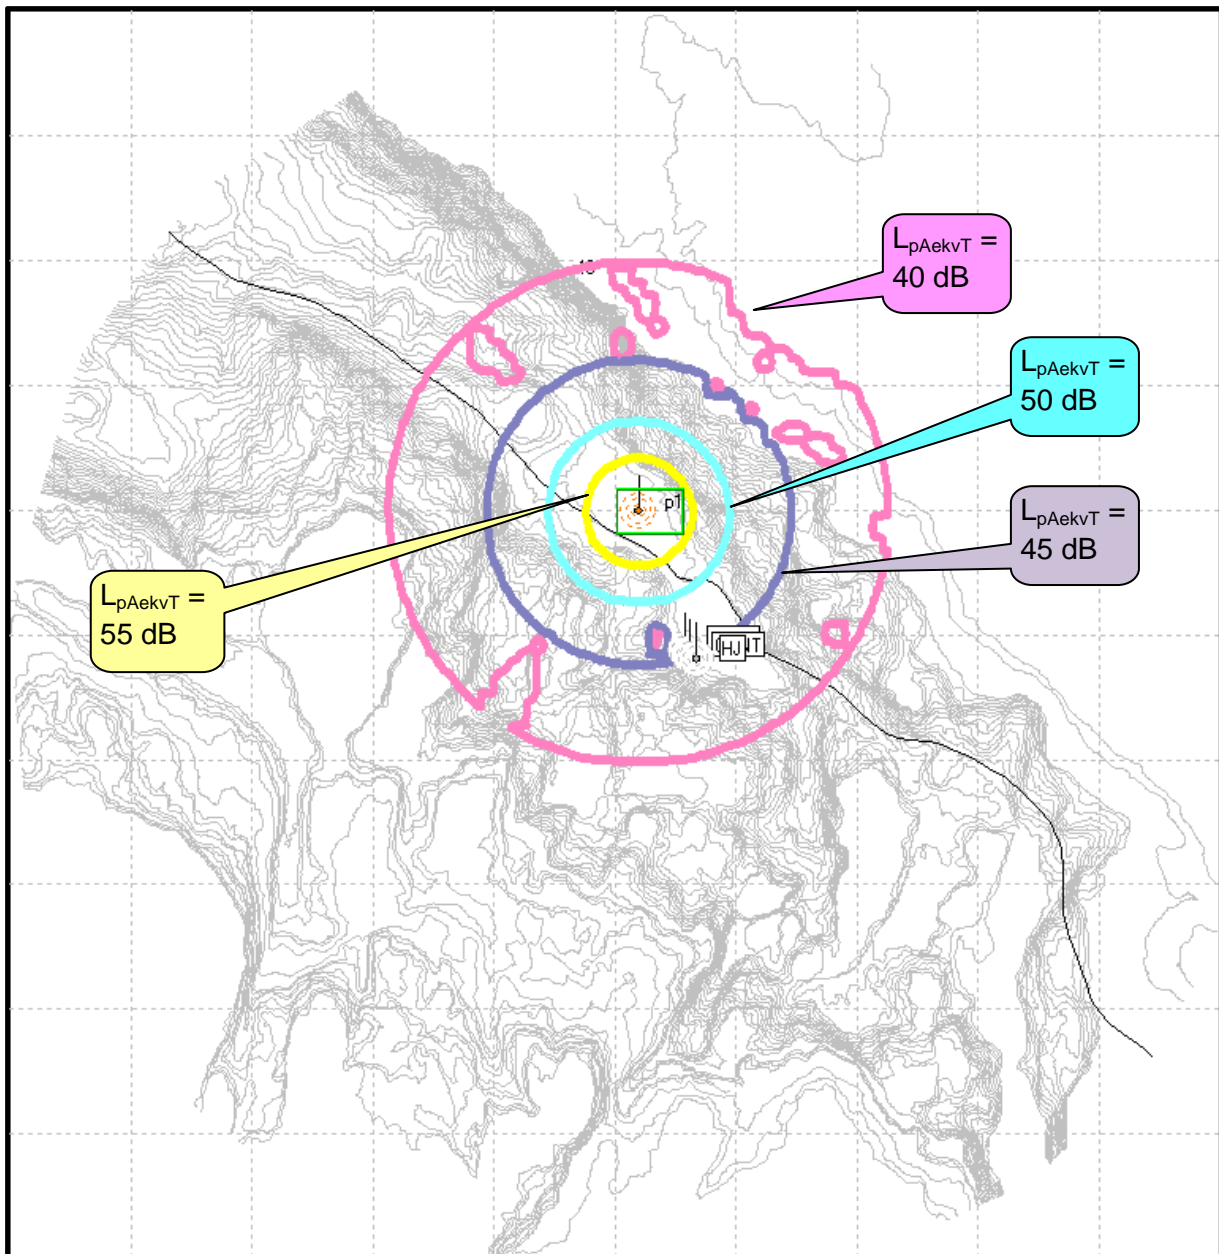 LpAekvT =
40 dB
LpAekvT =
50 dB
p1
LpAekvT =
45 dB
LpAekvT =
55 dB
HJ